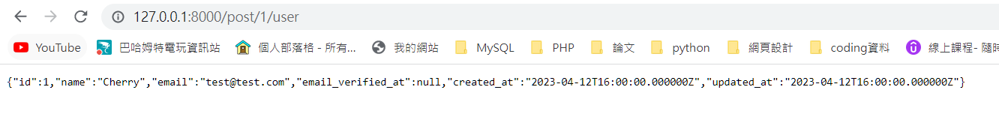 127.0.0.1:8000/post/1/user
YouTube 巴哈姆特電玩資訊站 個人部落格 - 所有... 我的網站 MySQL PHP 論文 python 網頁設計 coding資料 線上課程- 隨時
{"id":1,"name":"Cherry","email":"test@test.com","email_verified_at":null,"created_at":"2023-04-12T16:00:00.000000Z","updated_at":"2023-04-12T16:00:00.000000Z"}